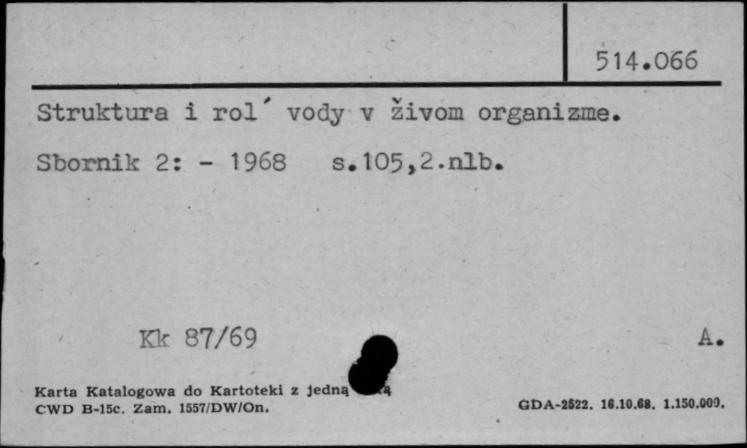 514.066
Struktura i rol´ vody v živom organizme.
Sbornik 2: - 1968 s.105,2.nlb.
Kk 87/69
A.
Karta Katalogowa do Kartoteki z jedną
CWD B-15c. Zam. 1557/DW/On.
GDA-2522. 16.10.68. 1.150.000.